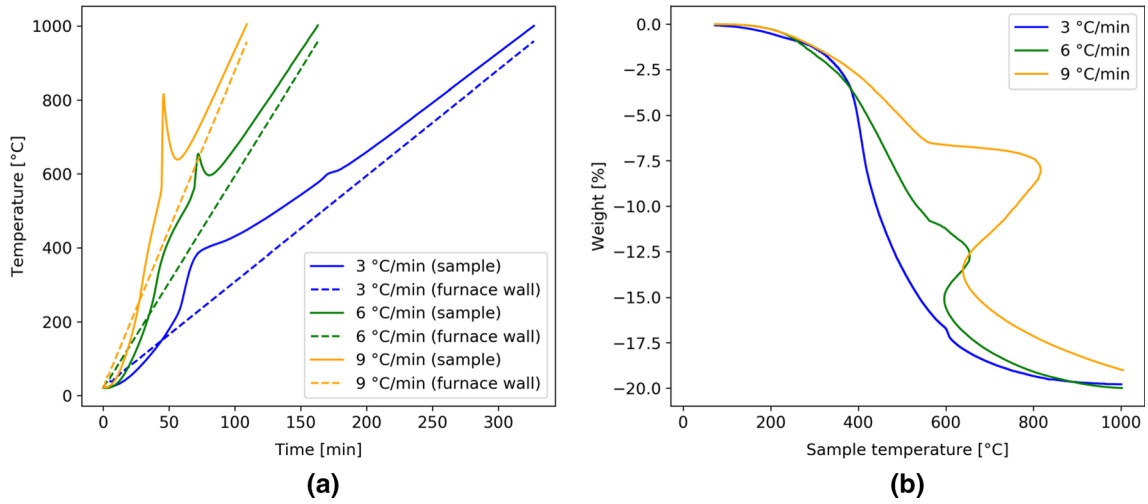 1000
800
600
400
200
0
Temperature [°C]
3 °C/min (sample)
3 °C/min (furnace wall)
6 °C/min (sample)
6 °C/min (furnace wall)
9 °C/min (sample)
9 °C/min (furnace wall)
0 50 100 150 200 250 300
Time [min]
(a)
0.0
−2.5
−5.0
−7.5
−10.0
−12.5
−15.0
−17.5
−20.0
Weight [%]
3 °C/min
6 °C/min
9 °C/min
0 200 400 600 800 1000
Sample temperature [°C]
(b)